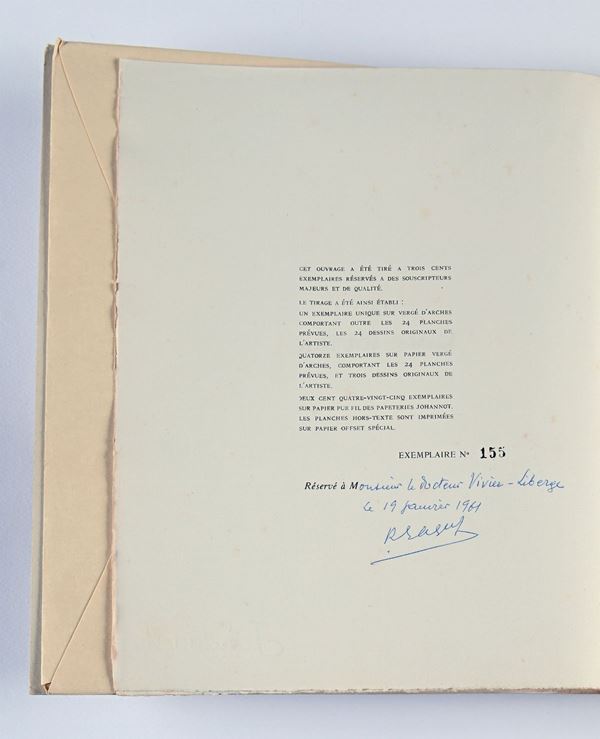 CET OUVRAGE A ÉTÉ TIRÉ A TROIS CENTS
EXEMPLAIRES RÉSERVÉS A DES SOUSCRIPTEURS
MAJEURS ET DE QUALITÉ.
LE TIRAGE A ÉTÉ AINSI ÉTABLI :
UN EXEMPLAIRE UNIQUE SUR VERGÉ D'ARCHES
COMPORTANT OUTRE LES 24 PLANCHES
PRÉVUES, LES 24 DESSINS ORIGINAUX DE
L'ARTISTE.
QUATORZE EXEMPLAIRES SUR PAPIER VERGÉ
D'ARCHES, COMPORTANT LES 24 PLANCHES
PRÉVUES, ET TROIS DESSINS ORIGINAUX DE
L'ARTISTE.
DEUX CENT QUATRE-VINGT-CINQ EXEMPLAIRES
SUR PAPIER PUR FIL DES PAPETERIES JOHANNOT.
LES PLANCHES HORS-TEXTE SONT IMPRIMÉES
SUR PAPIER OFFSET SPÉCIAL.
EXEMPLAIRE Nº 155
Réservé à Monsieur le Docteur Vivier-Liberge
le 19 janvier 1961